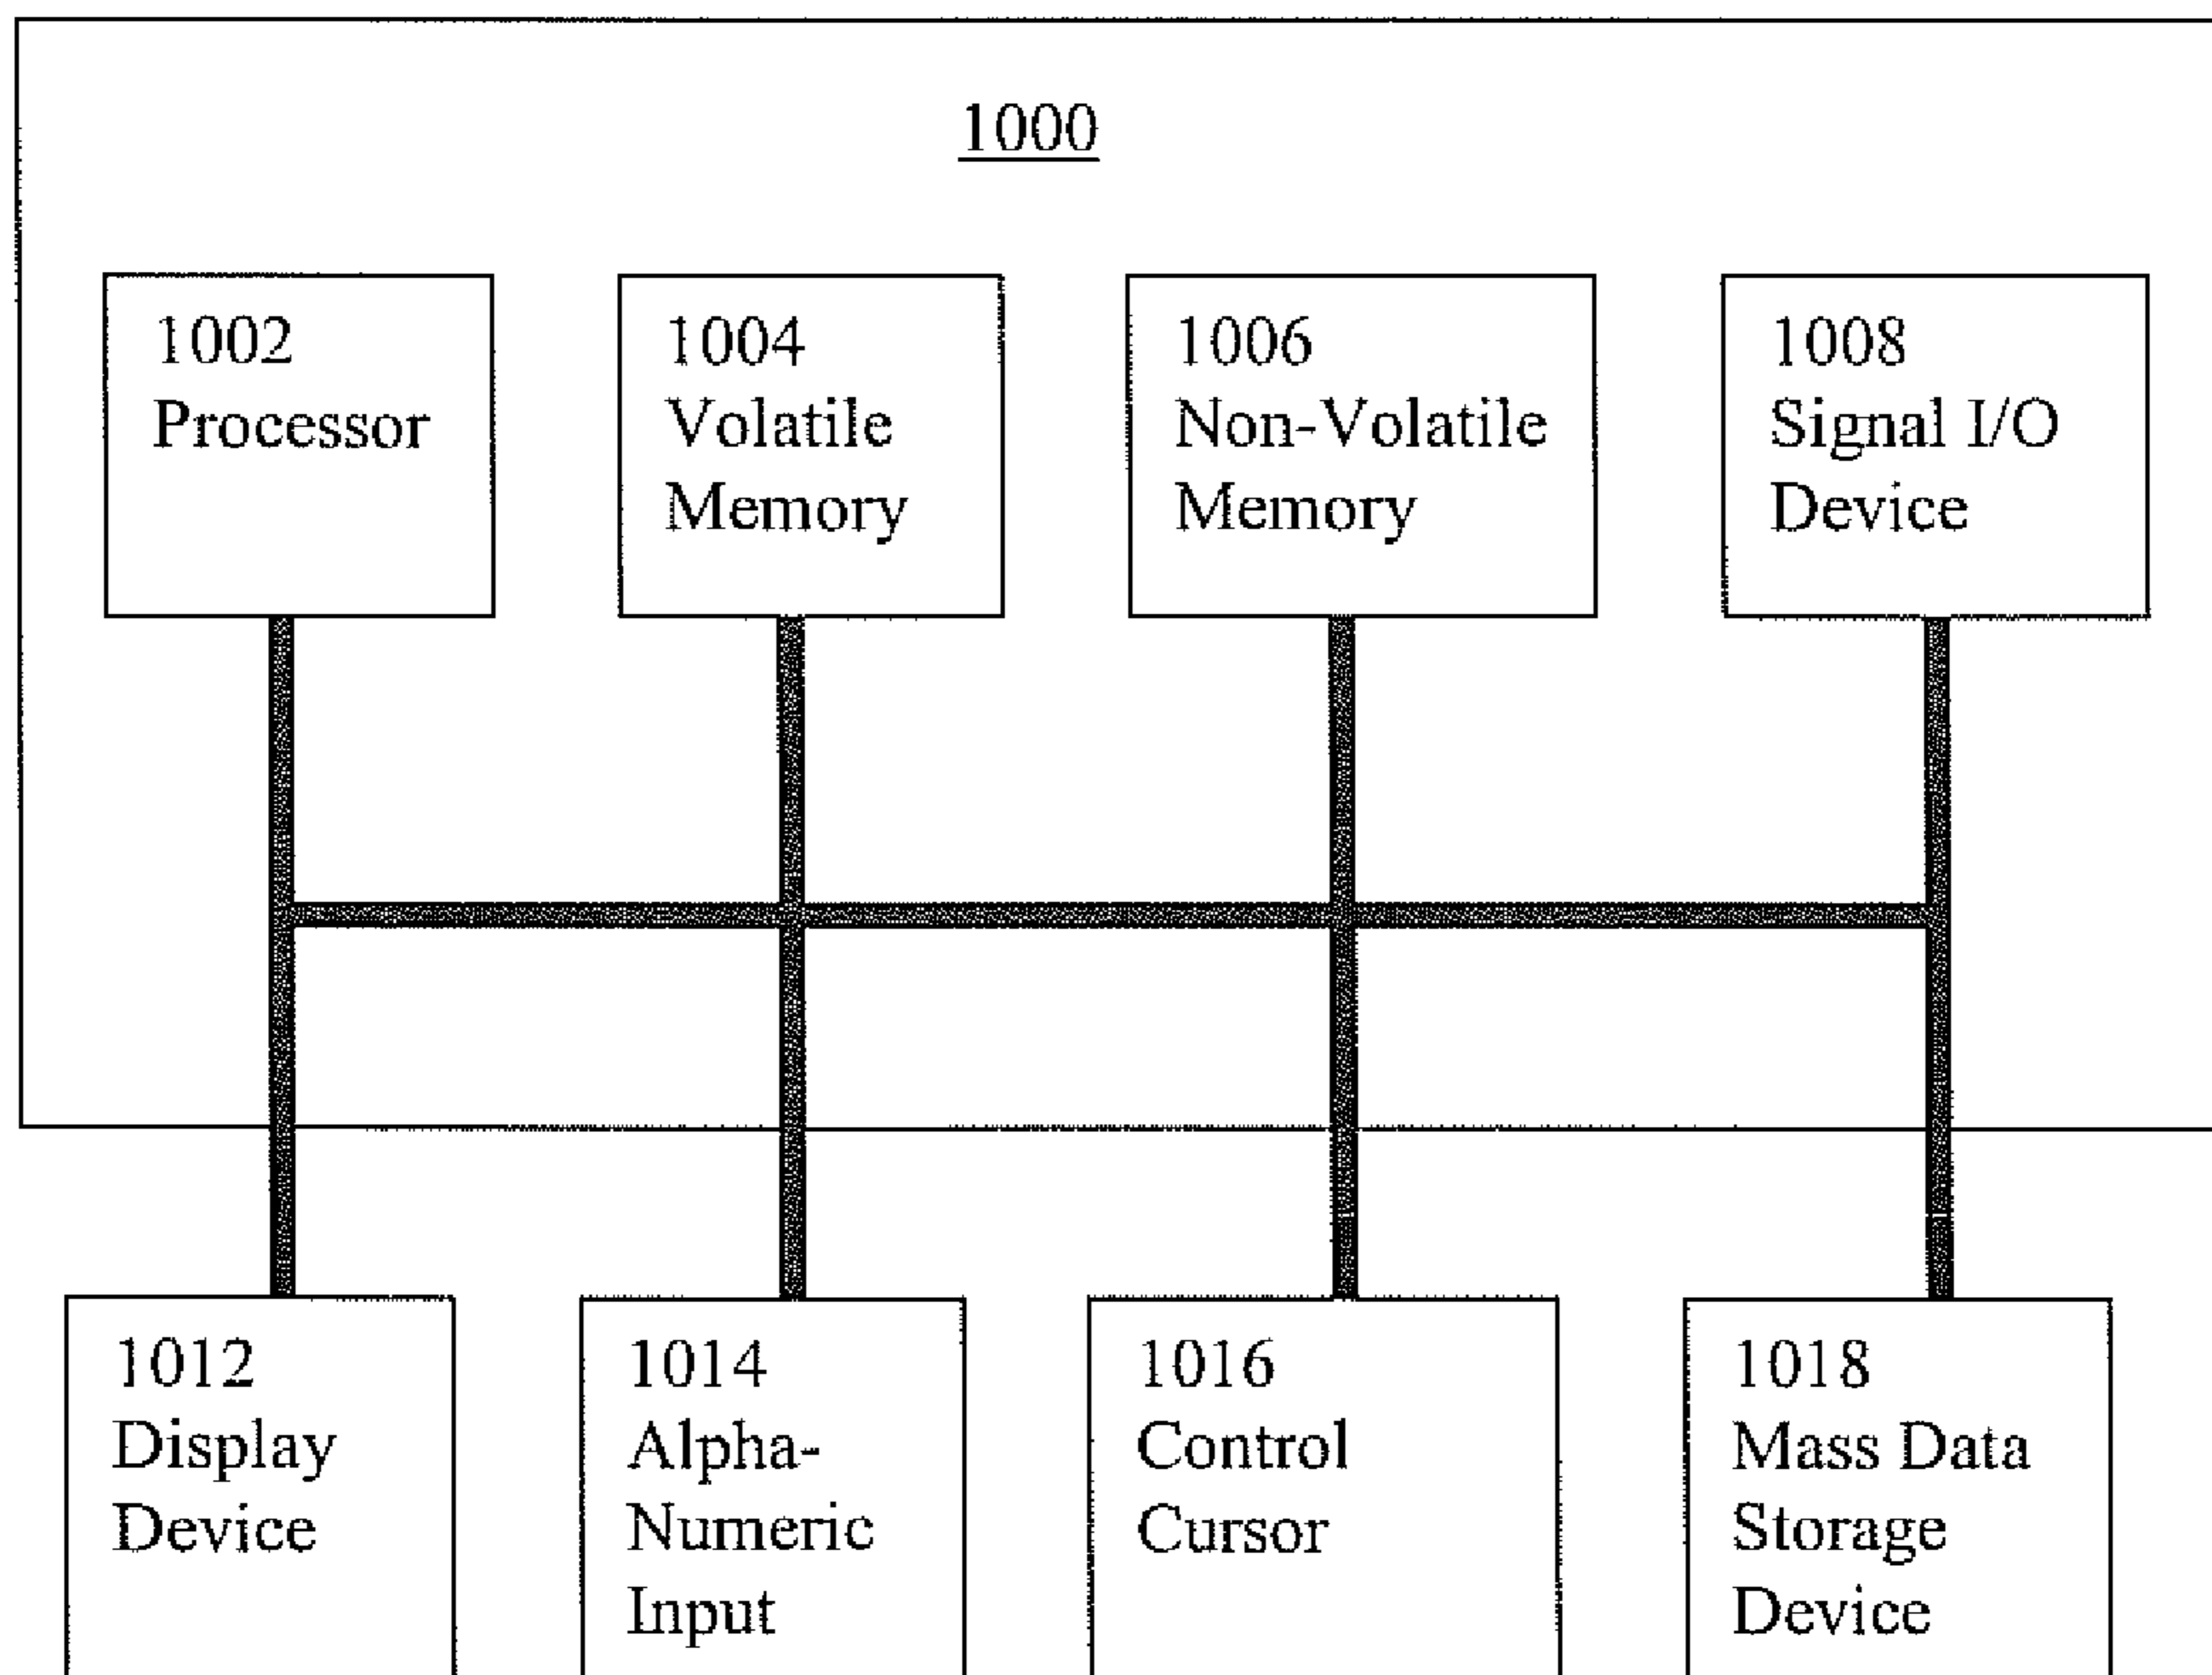 1000
1002
Processor
1004
Volatile
Memory
1006
Non-Volatile
Memory
1008
Signal I/O
Device
1012
Display
Device
1014
Alpha-
Numeric
Input
1016
Control
Cursor
1018
Mass Data
Storage
Device